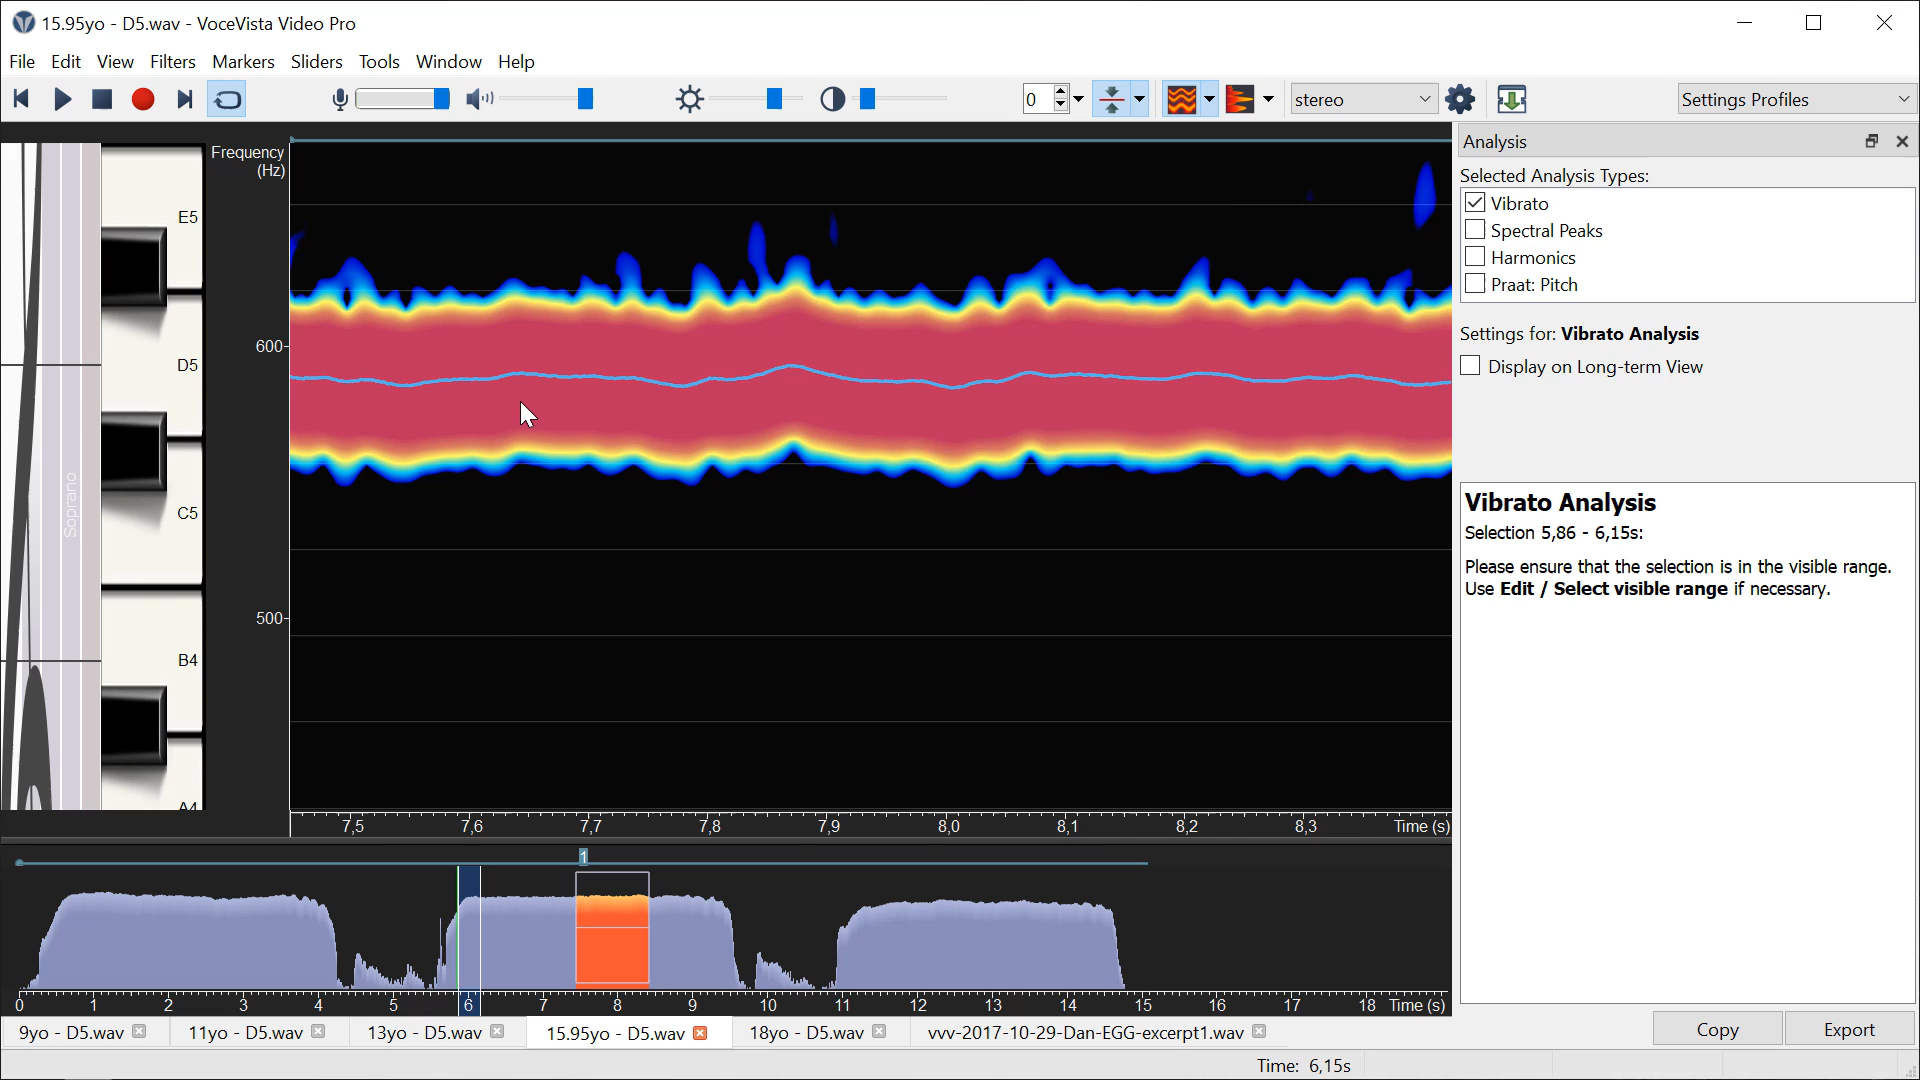 15.95yo - D5.wav - VoceVista Video Pro
File Edit View Filters Markers Sliders Tools Window Help
0
stereo
Settings Profiles
Frequency
(Hz)
E5
D5
C5
B4
A4
Soprano
600
500
7,5 7,6 7,7 7,8 7,9 8,0 8,1 8,2 8,3 Time (s)
1
0 1 2 3 4 5 6 7 8 9 10 11 12 13 14 15 16 17 18 Time (s)
9yo - D5.wav 11yo - D5.wav 13yo - D5.wav 15.95yo - D5.wav 18yo - D5.wav vvv-2017-10-29-Dan-EGG-excerpt1.wav
Analysis
Selected Analysis Types:
Vibrato
Spectral Peaks
Harmonics
Praat: Pitch
Settings for: Vibrato Analysis
Display on Long-term View
Vibrato Analysis
Selection 5,86 - 6,15s:
Please ensure that the selection is in the visible range.
Use Edit / Select visible range if necessary.
Copy Export
Time: 6,15s